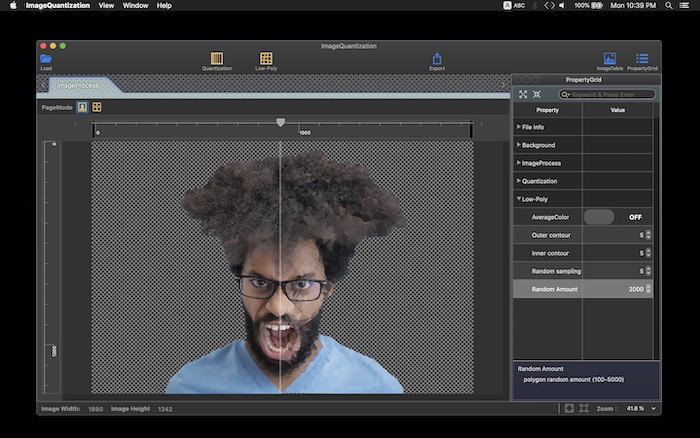 ImageQuantization View Window Help
A ABC 100% Mon 10:39 PM
ImageQuantization
Load Quantization Low-Poly Export ImageTable PropertyGrid
ImageProcess
PropertyGrid
Keyword & Press Enter
PageMode
Property Value
0 1000
File Info
Background
0
ImageProcess
Quantization
Low-Poly
AverageColor OFF
Outer contour 5
Inner contour 5
Random sampling 5
Random Amount 2000
1000
Random Amount
polygon random amount (100-5000)
Image Width: 1880 Image Height 1242
Zoom : 41.8 %